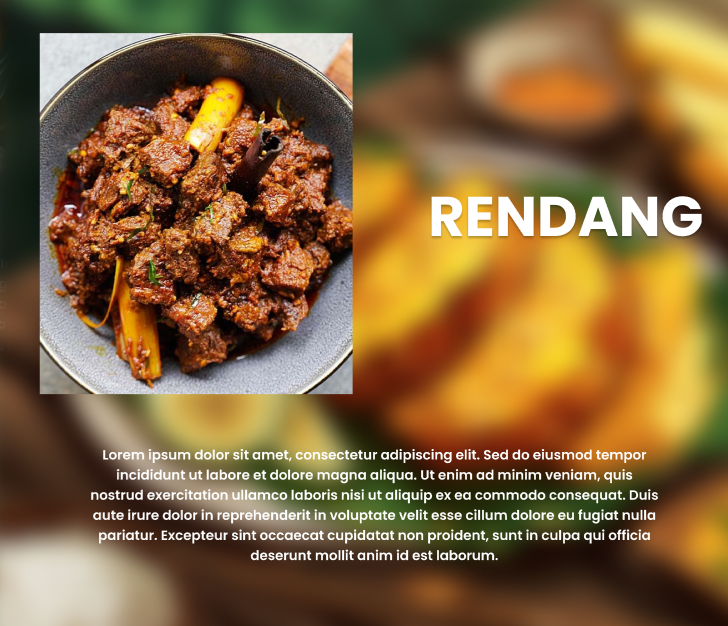 RENDANG
Lorem ipsum dolor sit amet, consectetur adipiscing elit. Sed do eiusmod tempor
incididunt ut labore et dolore magna aliqua. Ut enim ad minim veniam, quis
nostrud exercitation ullamco laboris nisi ut aliquip ex ea commodo consequat. Duis
aute irure dolor in reprehenderit in voluptate velit esse cillum dolore eu fugiat nulla
pariatur. Excepteur sint occaecat cupidatat non proident, sunt in culpa qui officia
deserunt mollit anim id est laborum.